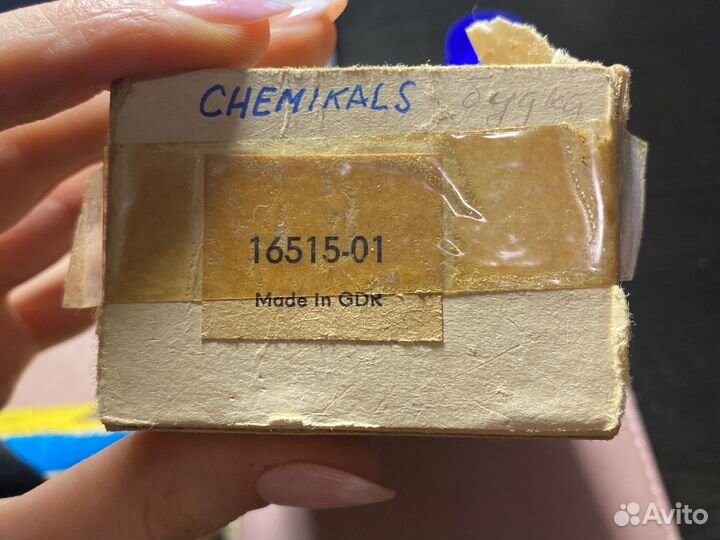 CHEMIKALS
16515-01
Made in GDR
Avito